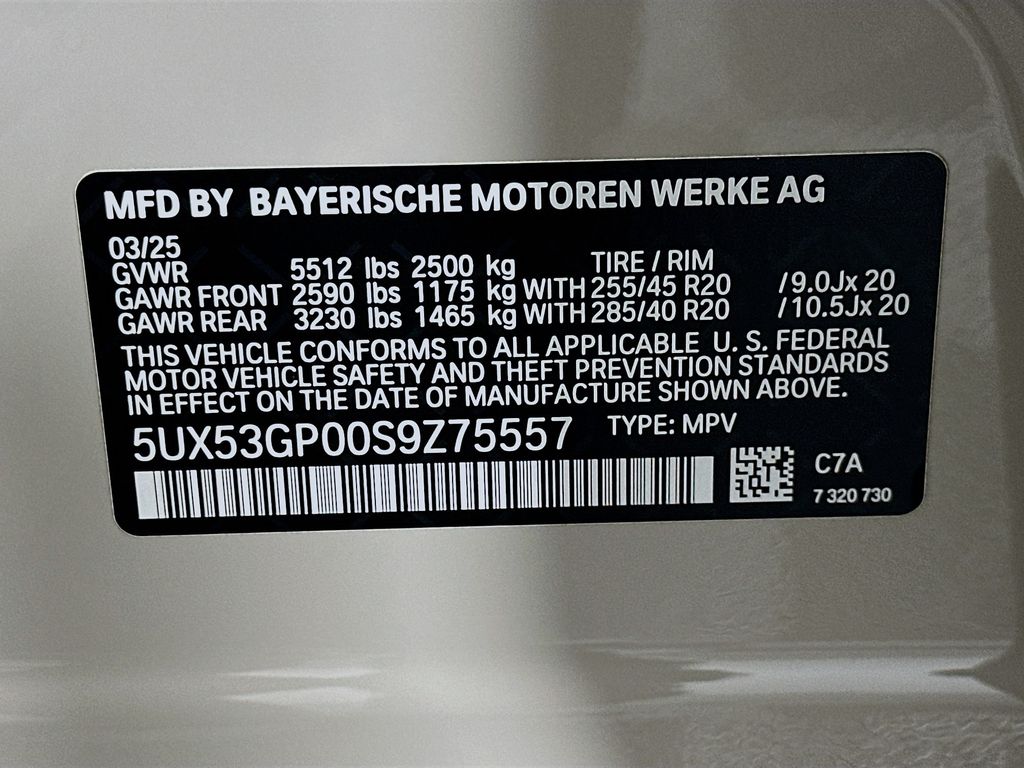 MFD BY BAYERISCHE MOTOREN WERKE AG
03/25
TIRE / RIM
GVWR 5512 lbs 2500 kg
GAWR FRONT 2590 lbs 1175 kg WITH 255/45 R20 /9.0Jx 20
GAWR REAR 3230 lbs 1465 kg WITH 285/40 R20 /10.5Jx 20
THIS VEHICLE CONFORMS TO ALL APPLICABLE U. S. FEDERAL
MOTOR VEHICLE SAFETY AND THEFT PREVENTION STANDARDS
IN EFFECT ON THE DATE OF MANUFACTURE SHOWN ABOVE.
5UX53GP00S9Z75557 TYPE: MPV
C7A
7 320 730